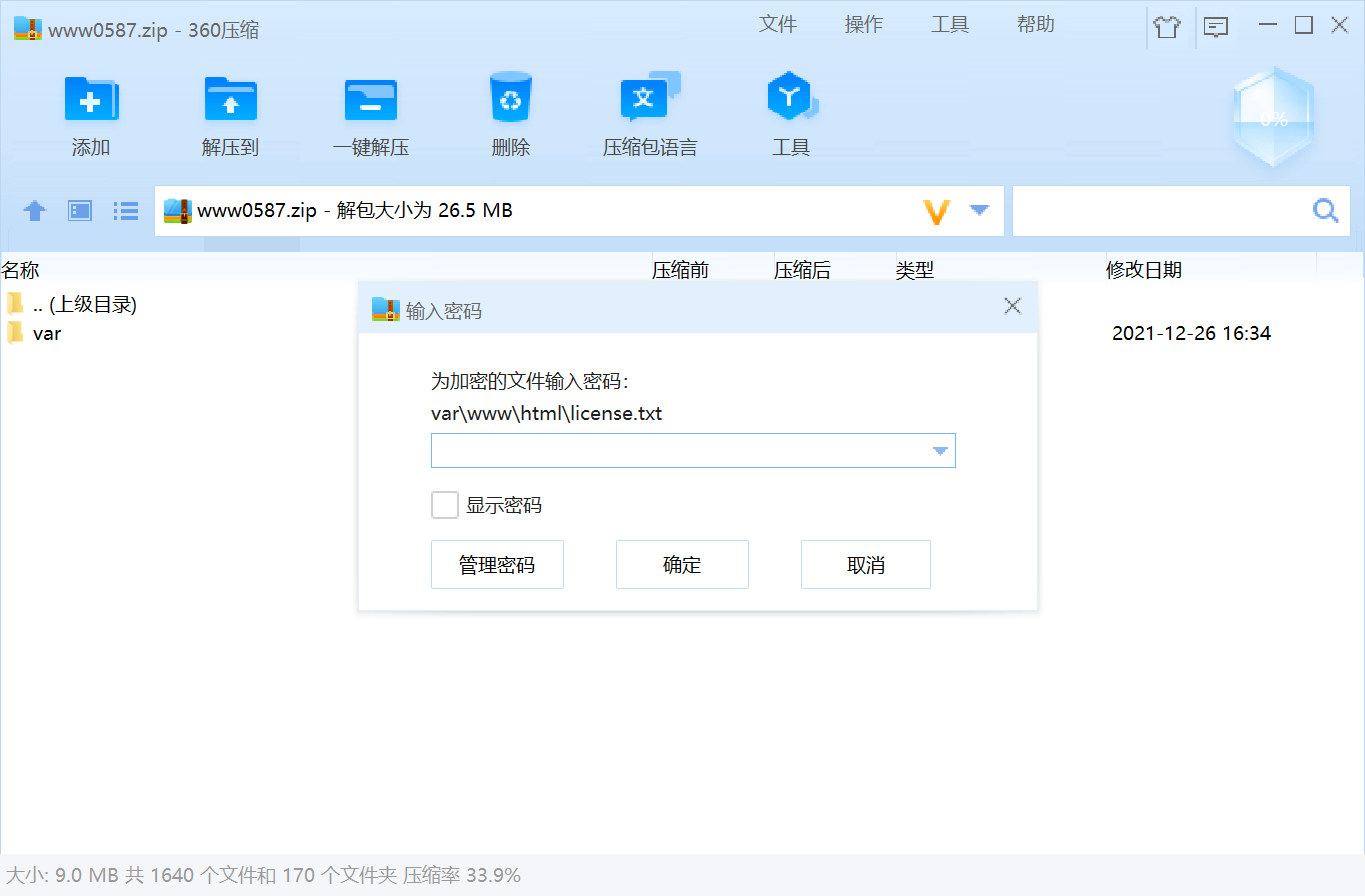 www0587.zip - 360压缩
文件 操作 工具 帮助
0%
添加 解压到 一键解压 删除 压缩包语言 工具
www0587.zip - 解包大小为 26.5 MB
名称 压缩前 压缩后 类型 修改日期
.. (上级目录)
var 2021-12-26 16:34
输入密码
为加密的文件输入密码:
var\www\html\license.txt
显示密码
管理密码 确定 取消
大小: 9.0 MB 共 1640 个文件和 170 个文件夹 压缩率 33.9%